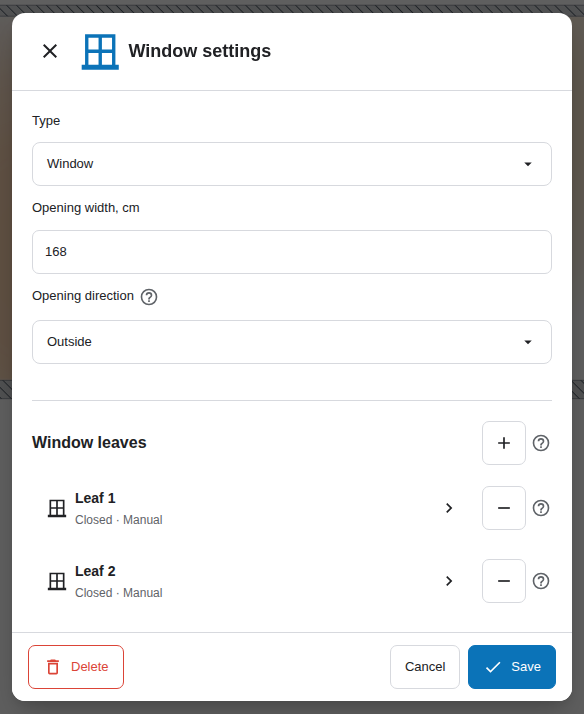 Window settings
Type
Window
Opening width, cm
168
Opening direction
Outside
Window leaves
Leaf 1
Closed · Manual
Leaf 2
Closed · Manual
Delete
Cancel
Save